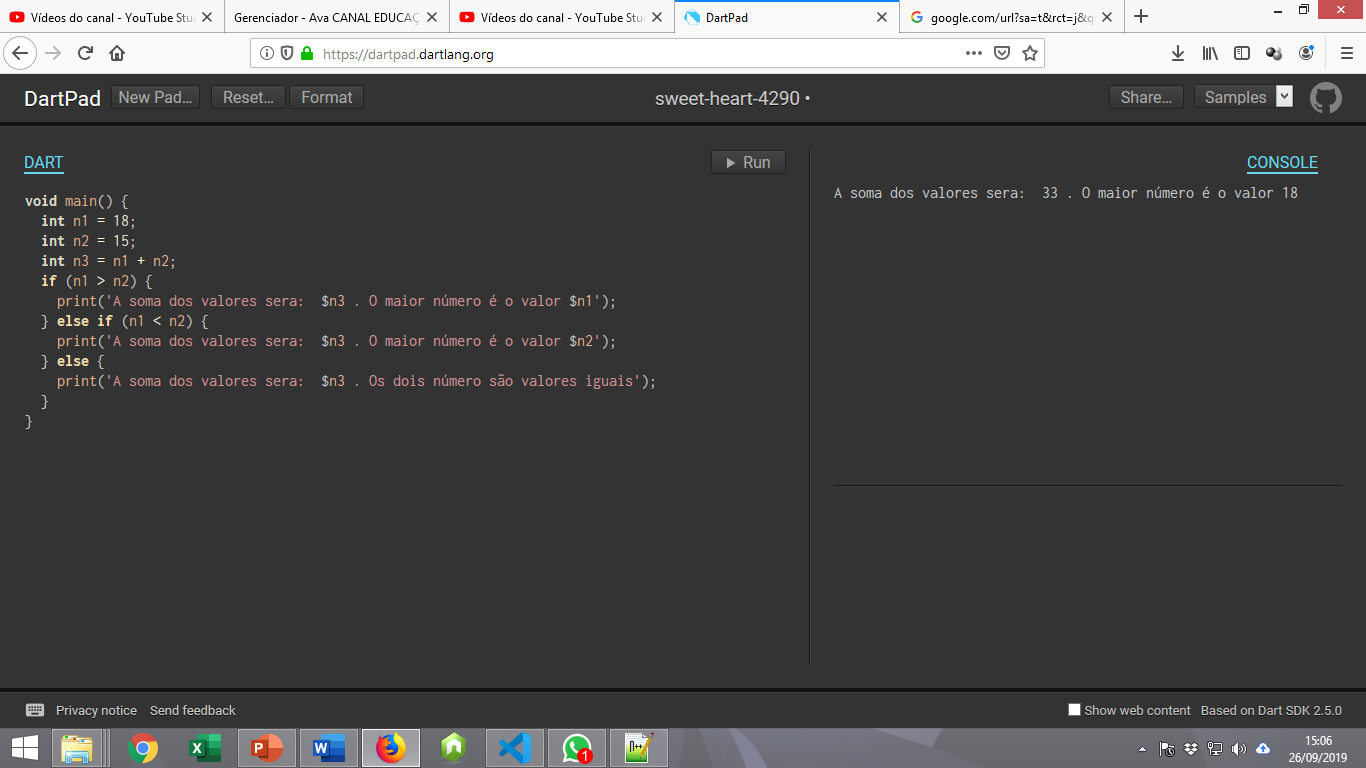 Vídeos do canal - YouTube Stu
Gerenciador - Ava CANAL EDUCAÇ
Vídeos do canal - YouTube Stu
DartPad
google.com/url?sa=t&rct=j&q
https://dartpad.dartlang.org
DartPad
New Pad...
Reset...
Format
sweet-heart-4290 •
Share...
Samples
DART
Run
CONSOLE
void main() {
  int n1 = 18;
  int n2 = 15;
  int n3 = n1 + n2;
  if (n1 > n2) {
    print('A soma dos valores sera:  $n3 . O maior número é o valor $n1');
  } else if (n1 < n2) {
    print('A soma dos valores sera:  $n3 . O maior número é o valor $n2');
  } else {
    print('A soma dos valores sera:  $n3 . Os dois número são valores iguais');
  }
}
A soma dos valores sera:  33 . O maior número é o valor 18
Privacy notice
Send feedback
Show web content
Based on Dart SDK 2.5.0
1
15:06
26/09/2019